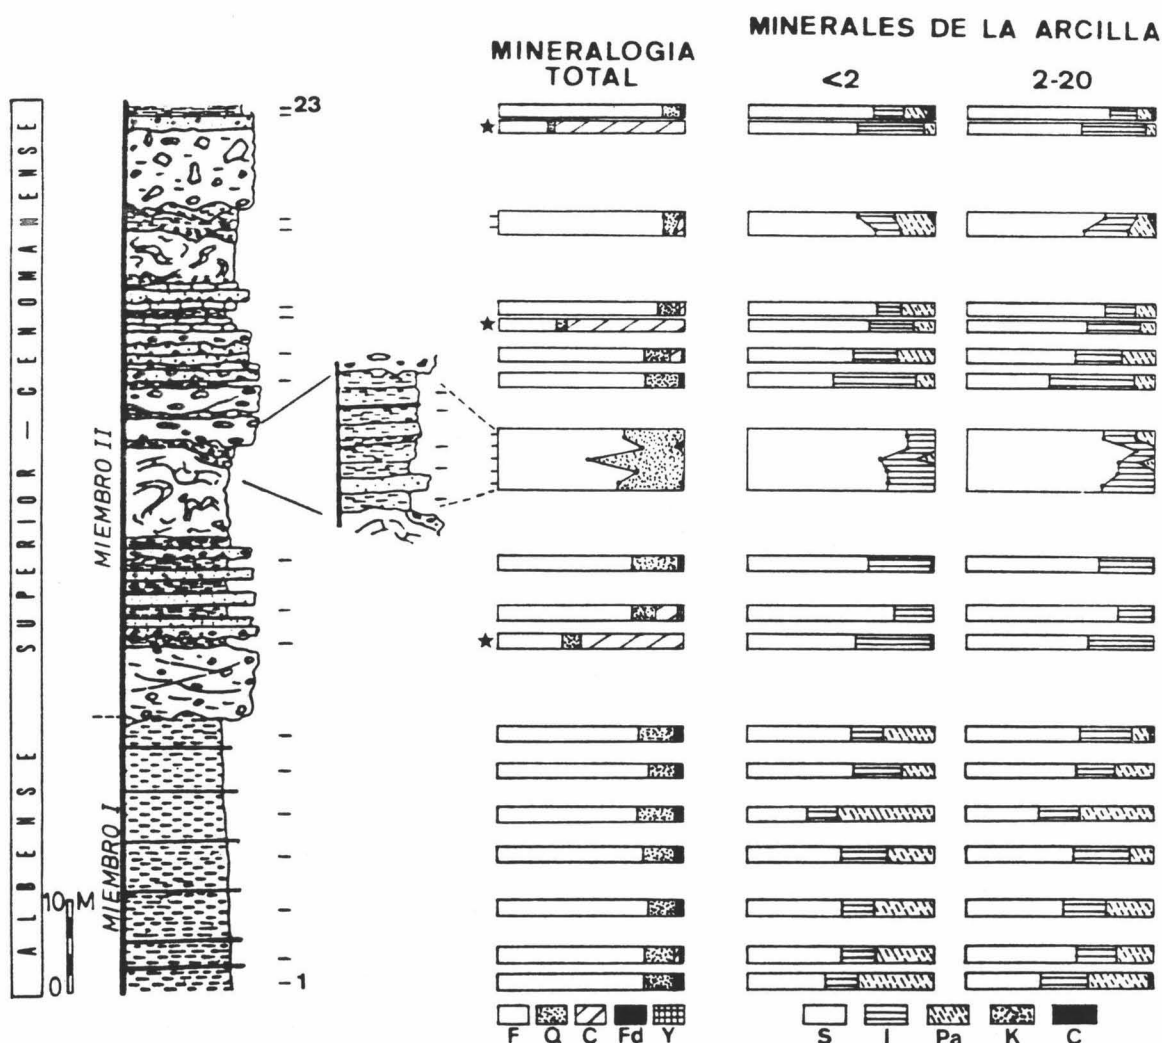 MINERALES DE LA ARCILLA
MINERALOGIA
TOTAL
<2
2-20
23
ALBENSE SUPERIOR — CENOMANENSE
MIEMBRO II
MIEMBRO I
10 M
0
1
F Q C Fd Y
S I Pa K C